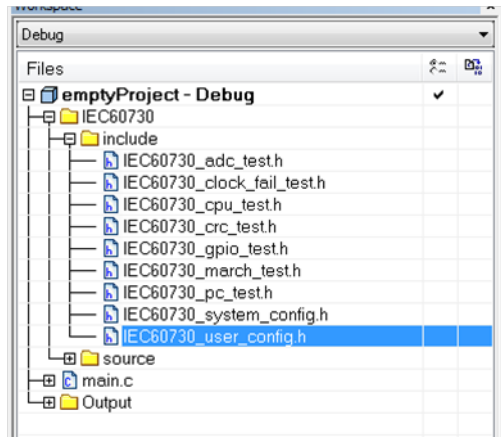 Workspace
Debug
Files
emptyProject - Debug
IEC60730
include
IEC60730_adc_test.h
IEC60730_clock_fail_test.h
IEC60730_cpu_test.h
IEC60730_crc_test.h
IEC60730_gpio_test.h
IEC60730_march_test.h
IEC60730_pc_test.h
IEC60730_system_config.h
IEC60730_user_config.h
source
main.c
Output